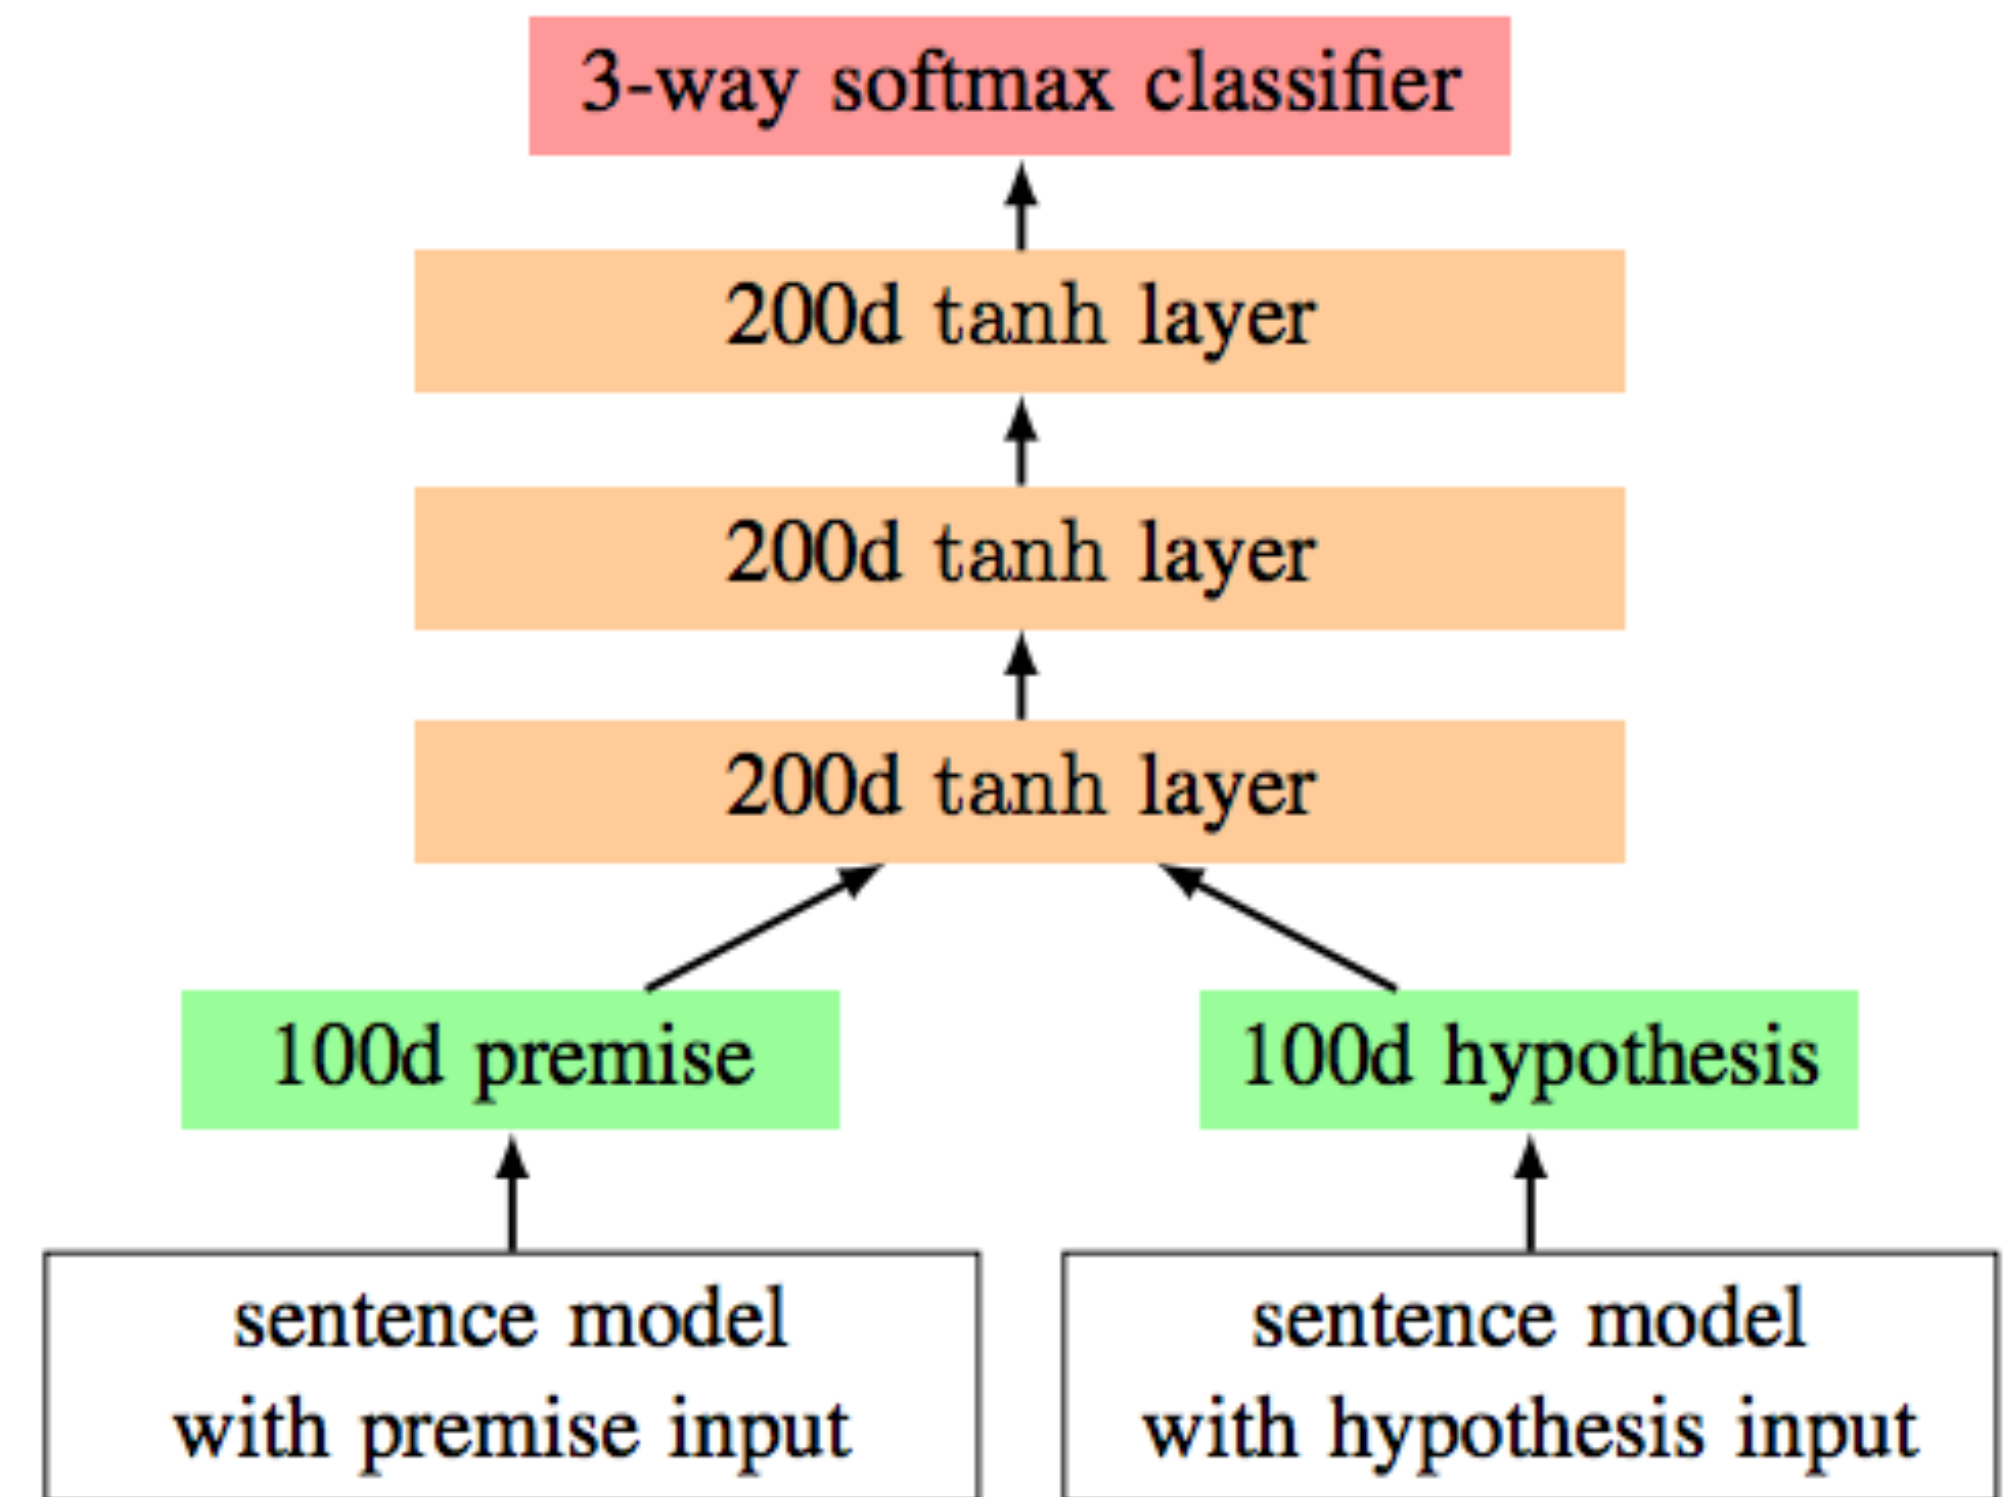 3-way softmax classifier
200d tanh layer
200d tanh layer
200d tanh layer
100d premise
100d hypothesis
sentence model
with premise input
sentence model
with hypothesis input